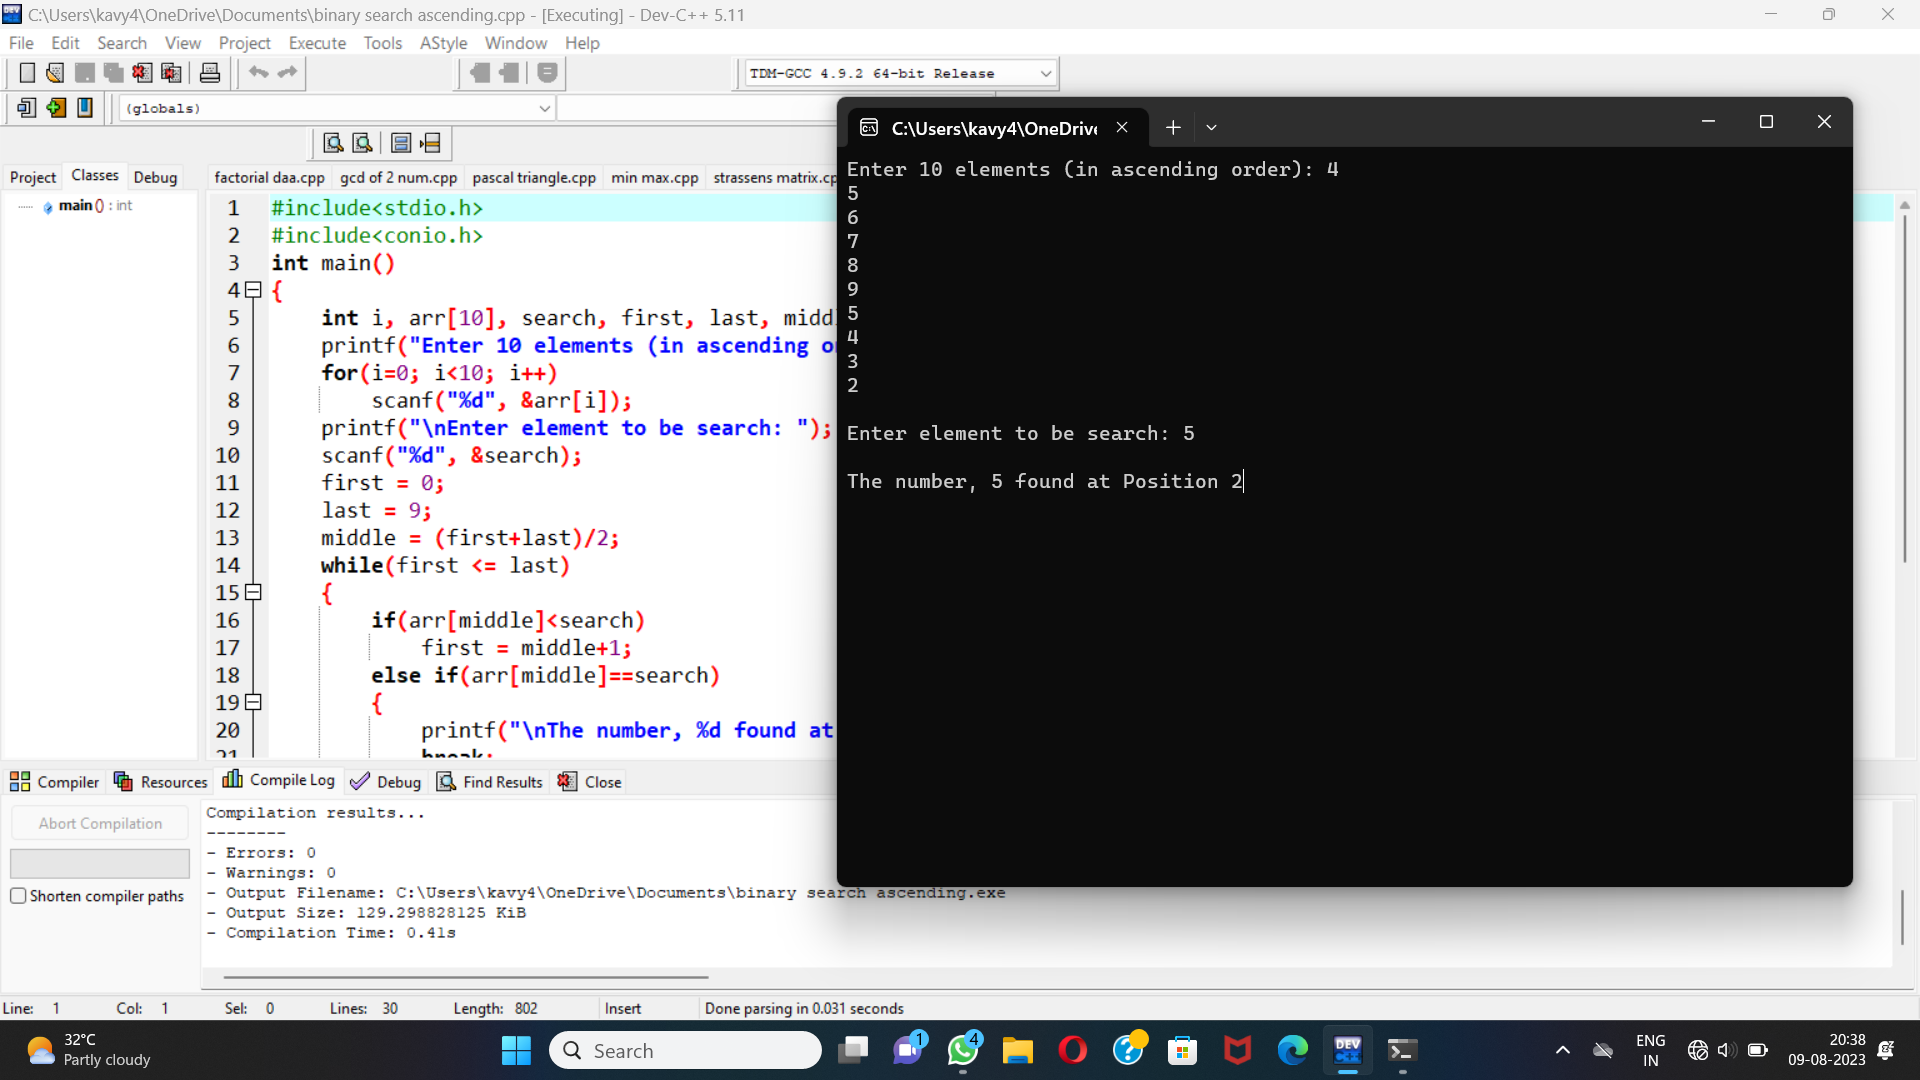 C:\Users\kavy4\OneDrive\Documents\binary search ascending.cpp - [Executing] - Dev-C++ 5.11
File Edit Search View Project Execute Tools AStyle Window Help
TDM-GCC 4.9.2 64-bit Release
(globals)
Project Classes Debug
main () : int
factorial daa.cpp gcd of 2 num.cpp pascal triangle.cpp min max.cpp strassens matrix.cp
1 #include<stdio.h>
2 #include<conio.h>
3 int main()
4 {
5 int i, arr[10], search, first, last, middl
6 printf("Enter 10 elements (in ascending o
7 for(i=0; i<10; i++)
8 scanf("%d", &arr[i]);
9 printf("\nEnter element to be search: ");
10 scanf("%d", &search);
11 first = 0;
12 last = 9;
13 middle = (first+last)/2;
14 while(first <= last)
15 {
16 if(arr[middle]<search)
17 first = middle+1;
18 else if(arr[middle]==search)
19 {
20 printf("\nThe number, %d found at
21 break;
C:\Users\kavy4\OneDrive
Enter 10 elements (in ascending order): 4
5
6
7
8
9
5
4
3
2
Enter element to be search: 5
The number, 5 found at Position 2
Compiler Resources Compile Log Debug Find Results Close
Abort Compilation
Shorten compiler paths
Compilation results...
--------
- Errors: 0
- Warnings: 0
- Output Filename: C:\Users\kavy4\OneDrive\Documents\binary search ascending.exe
- Output Size: 129.298828125 KiB
- Compilation Time: 0.41s
Line: 1 Col: 1 Sel: 0 Lines: 30 Length: 802 Insert Done parsing in 0.031 seconds
32°C
Partly cloudy
Search
1
4
DEV
C++
ENG
IN
20:38
09-08-2023